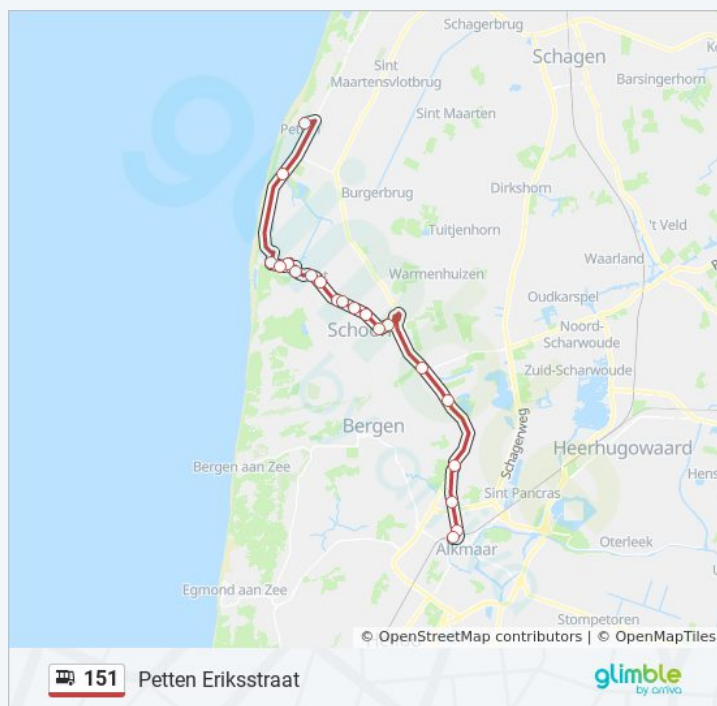 Schagerbrug
Schagen
Sint
Maartensvlotbrug
Barsingerhorn
Sint Maarten
Burgerbrug
Dirkshorn
't Veld
Tuitjenhorn
Waarland
Warmenhuizen
Oudkarspel
Noord-
Scharwoude
Zuid-Scharwoude
Bergen
Schagerweg
Heerhugowaard
Bergen aan Zee
Sint Pancras
Oterleek
Alkmaar
Egmond aan Zee
Stompetoren
© OpenStreetMap contributors | © OpenMapTiles
151 Petten Eriksstraat
glimble
by arriva